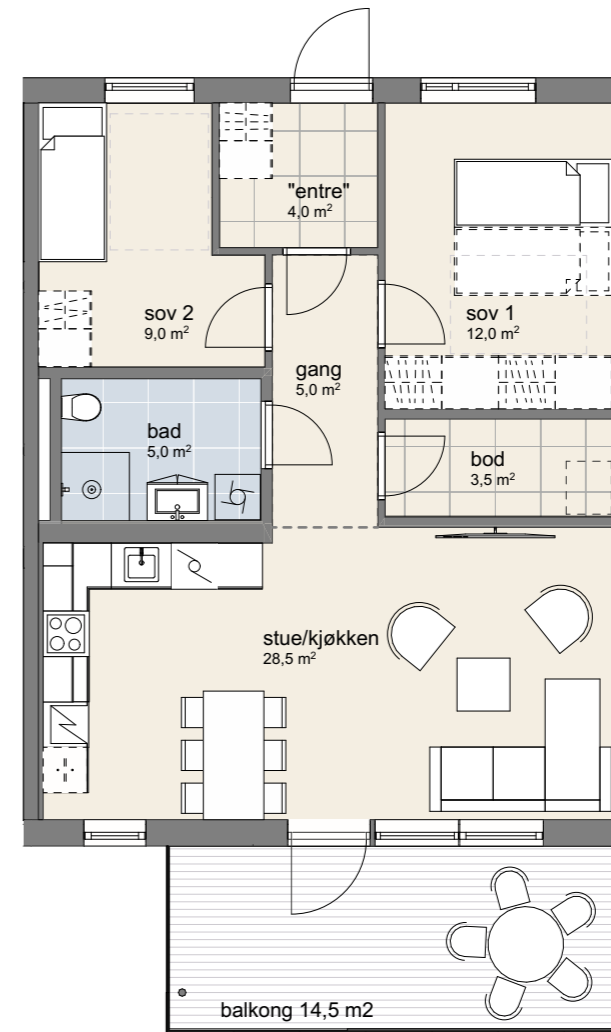 "entre"
4,0 m²
sov 2
9,0 m²
sov 1
12,0 m²
gang
5,0 m²
bad
5,0 m²
bod
3,5 m²
stue/kjøkken
28,5 m²
balkong 14,5 m2